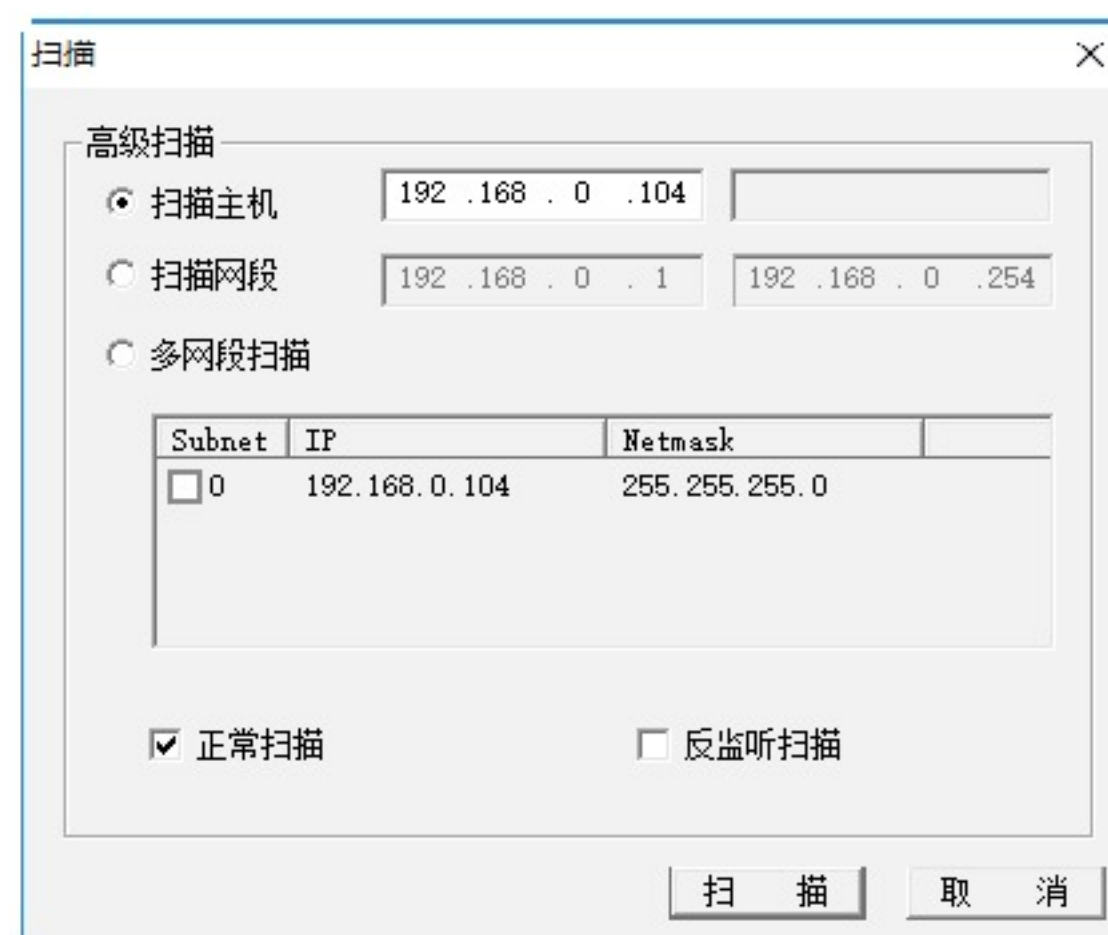 扫描
高级扫描
扫描主机 192 .168 . 0 .104
扫描网段 192 .168 . 0 . 1 192 .168 . 0 .254
多网段扫描
Subnet IP Netmask
0 192.168.0.104 255.255.255.0
正常扫描 反监听扫描
扫 描 取 消